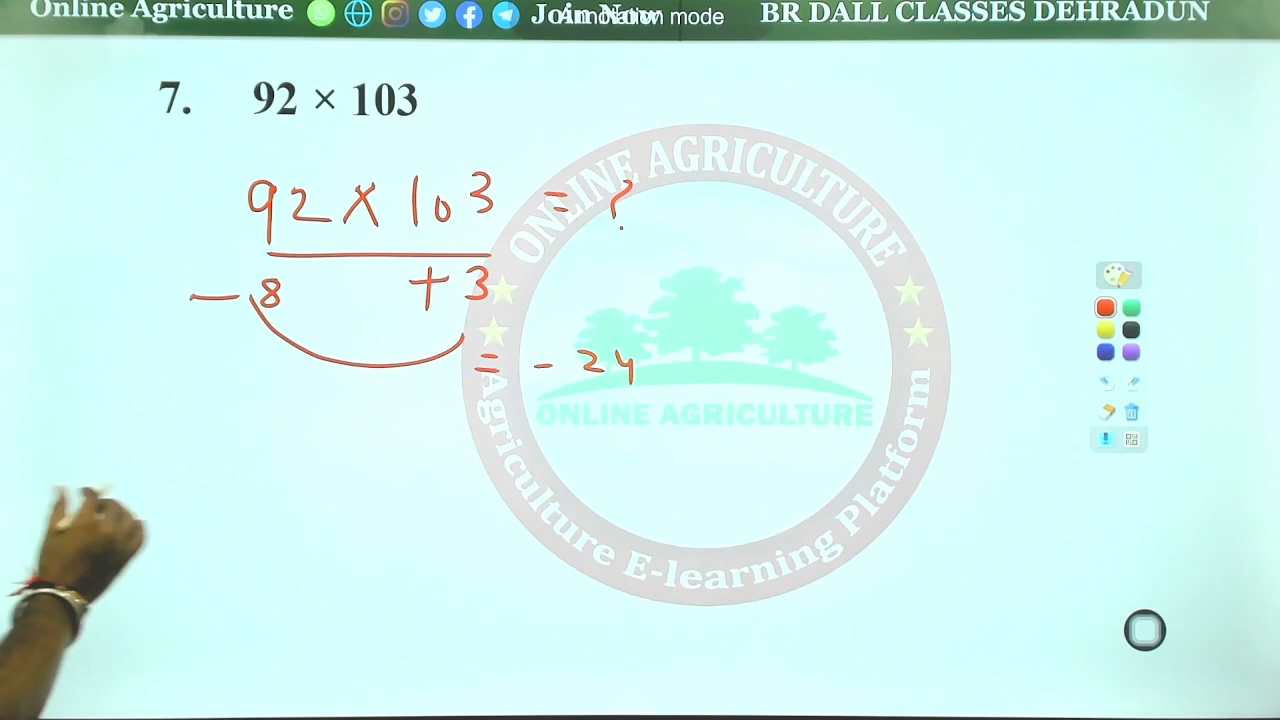 Online Agriculture Join Now Annotation mode BR DALL CLASSES DEHRADUN
7. 92 × 103
92 × 103 = ?
- 8 + 3
= - 24
ONLINE AGRICULTURE
ONLINE AGRICULTURE
Agriculture E-learning Platform